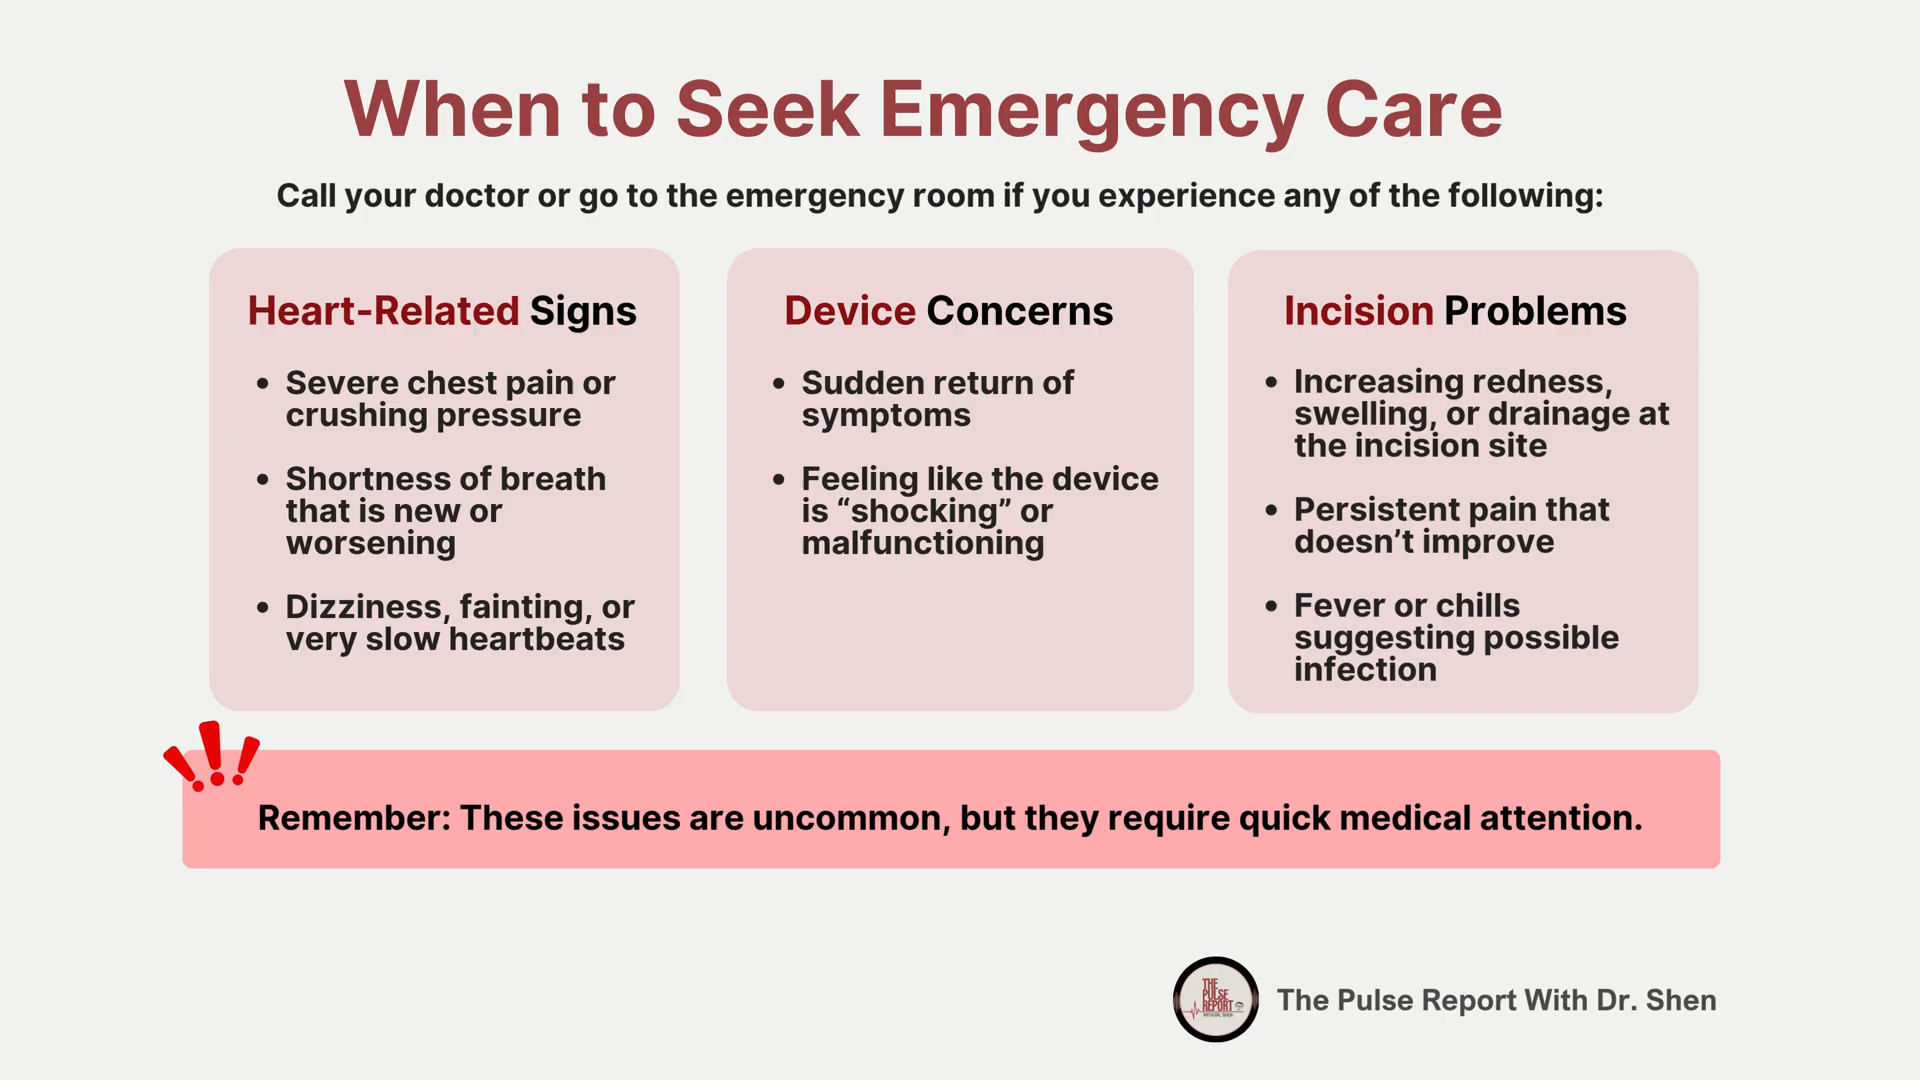 When to Seek Emergency Care
Call your doctor or go to the emergency room if you experience any of the following:
Heart-Related Signs
• Severe chest pain or
crushing pressure
• Shortness of breath
that is new or
worsening
• Dizziness, fainting, or
very slow heartbeats
Device Concerns
• Sudden return of
symptoms
• Feeling like the device
is “shocking” or
malfunctioning
Incision Problems
• Increasing redness,
swelling, or drainage at
the incision site
• Persistent pain that
doesn’t improve
• Fever or chills
suggesting possible
infection
Remember: These issues are uncommon, but they require quick medical attention.
THE
PULSE
REPORT
WITH DR. SHEN
The Pulse Report With Dr. Shen